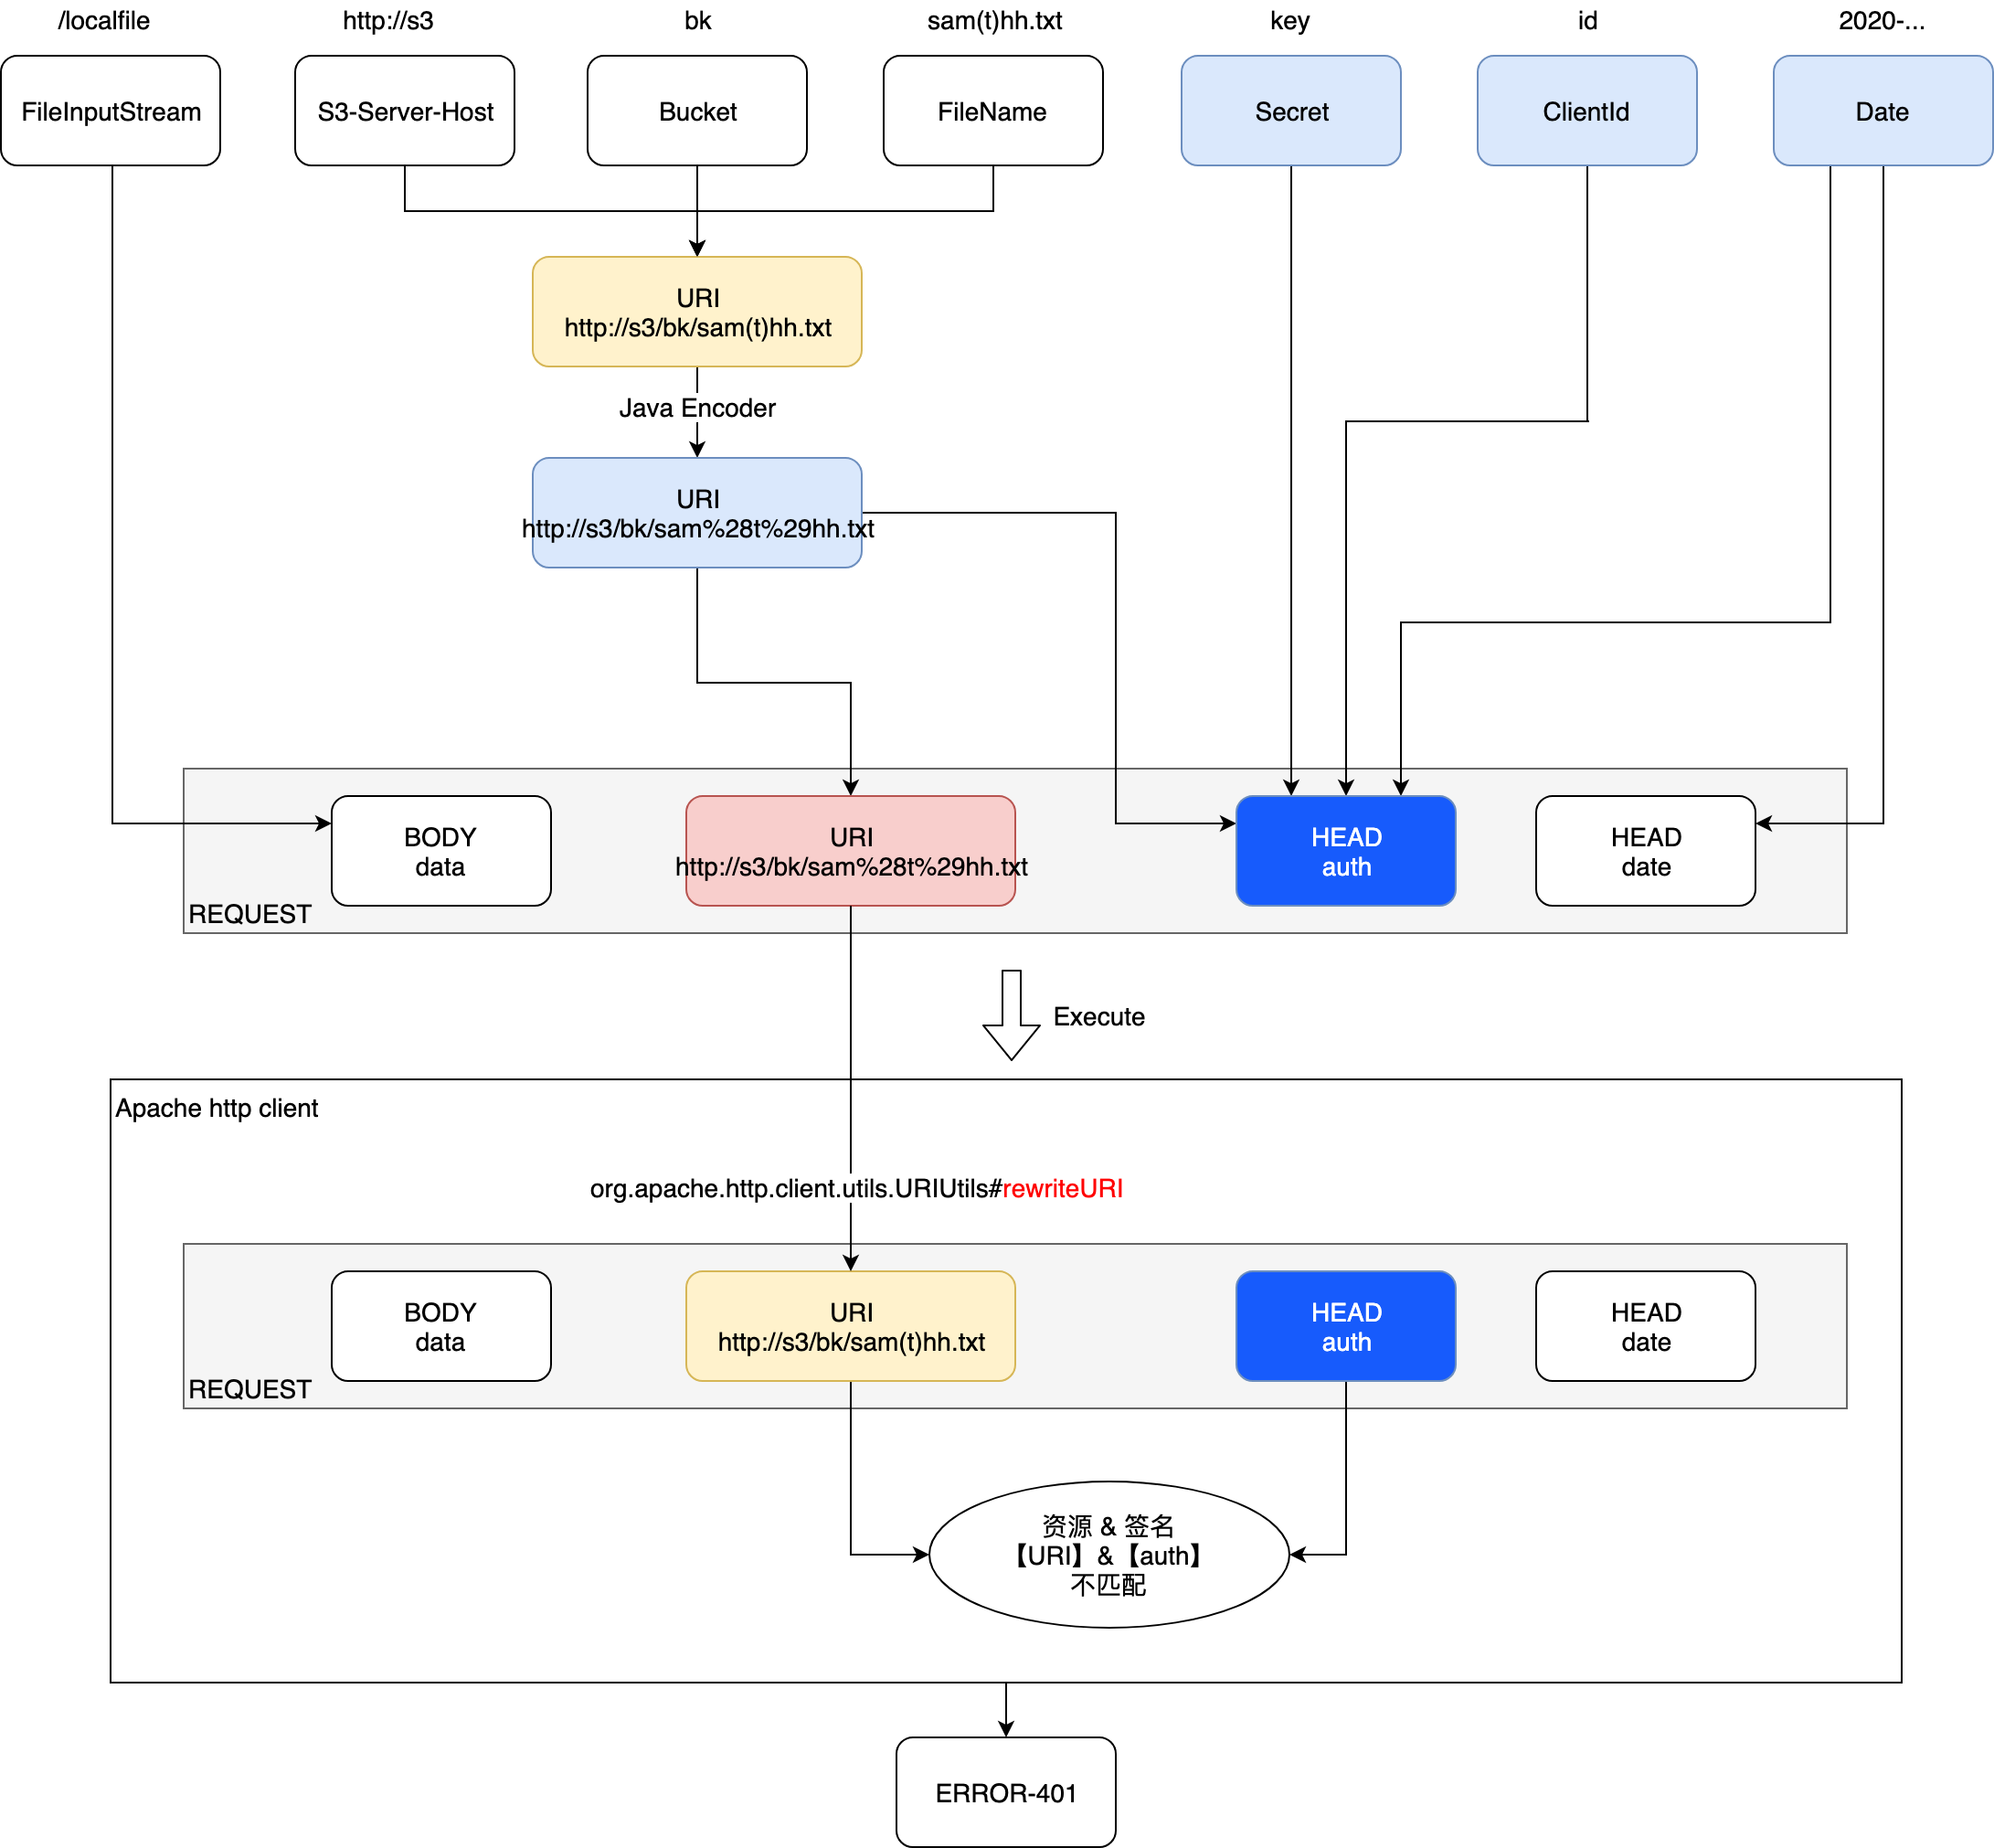 /localfile
http://s3
bk
sam(t)hh.txt
key
id
2020-...
FileInputStream
S3-Server-Host
Bucket
FileName
Secret
ClientId
Date
URI
http://s3/bk/sam(t)hh.txt
Java Encoder
URI
http://s3/bk/sam%28t%29hh.txt
BODY
data
URI
http://s3/bk/sam%28t%29hh.txt
HEAD
auth
HEAD
date
REQUEST
Execute
Apache http client
org.apache.http.client.utils.URIUtils#rewriteURI
BODY
data
URI
http://s3/bk/sam(t)hh.txt
HEAD
auth
HEAD
date
REQUEST
资源 & 签名
【URI】&【auth】
不匹配
ERROR-401